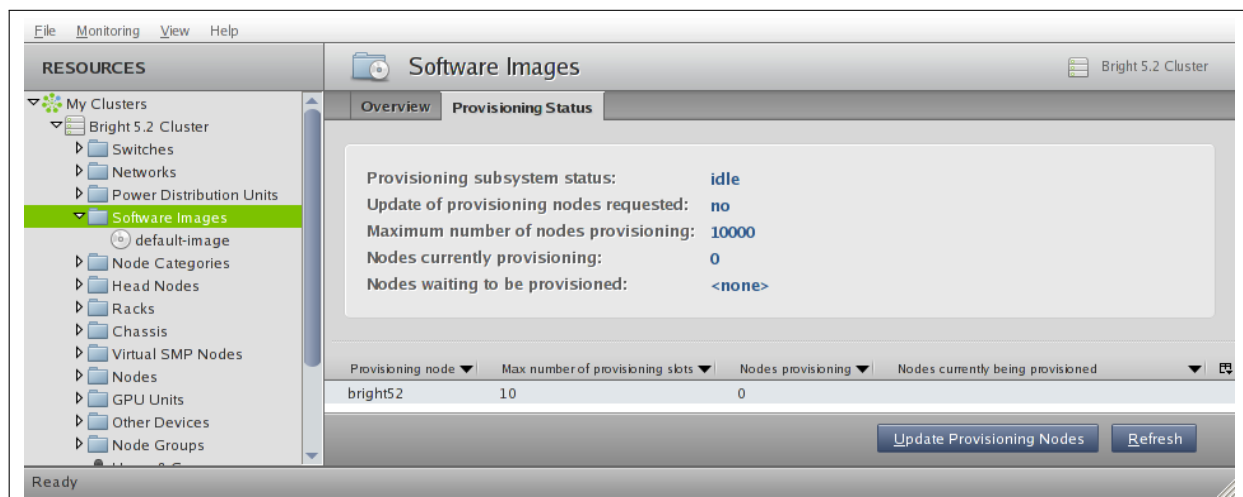 File Monitoring View Help
RESOURCES
My Clusters
Bright 5.2 Cluster
Switches
Networks
Power Distribution Units
Software Images
default-image
Node Categories
Head Nodes
Racks
Chassis
Virtual SMP Nodes
Nodes
GPU Units
Other Devices
Node Groups
Software Images
Bright 5.2 Cluster
Overview Provisioning Status
Provisioning subsystem status: idle
Update of provisioning nodes requested: no
Maximum number of nodes provisioning: 10000
Nodes currently provisioning: 0
Nodes waiting to be provisioned: <none>
Provisioning node Max number of provisioning slots Nodes provisioning Nodes currently being provisioned
bright52 10 0
Update Provisioning Nodes Refresh
Ready